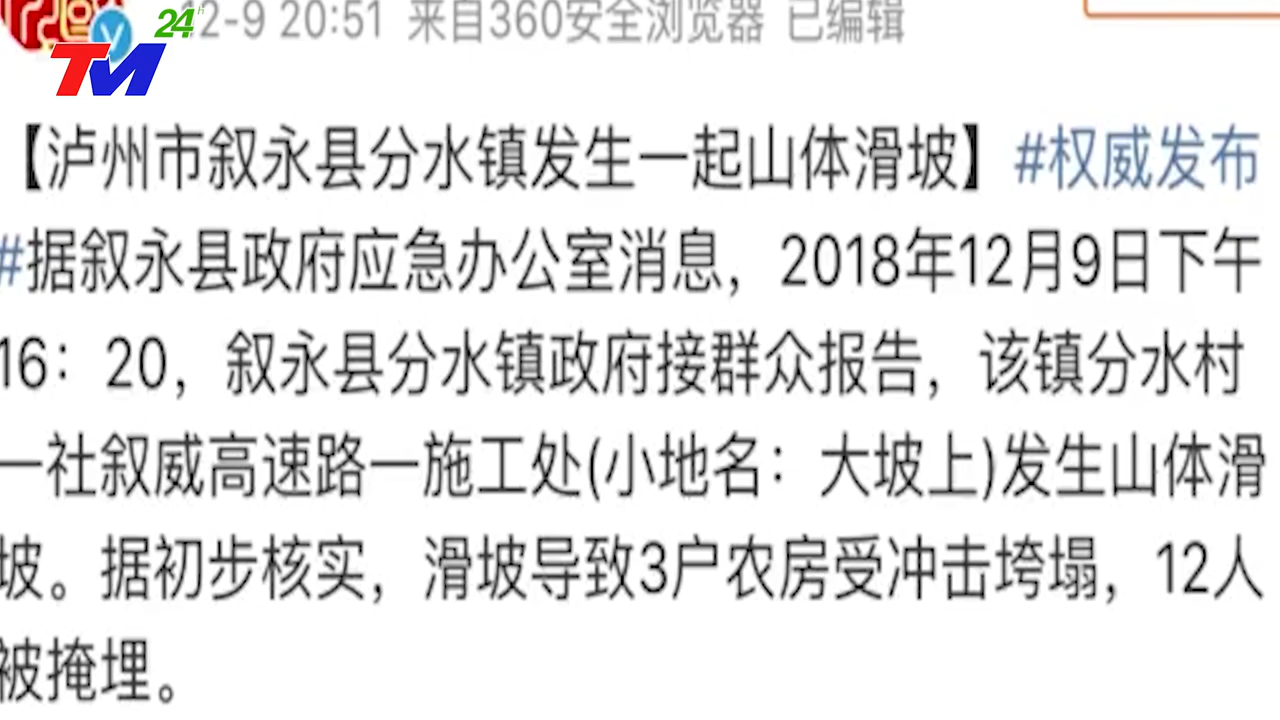 2-9 20:51 来自360安全浏览器 已编辑
TM 24h
【泸州市叙永县分水镇发生一起山体滑坡】#权威发布
#据叙永县政府应急办公室消息，2018年12月9日下午
16：20，叙永县分水镇政府接群众报告，该镇分水村
一社叙威高速路一施工处(小地名：大坡上)发生山体滑
坡。据初步核实，滑坡导致3户农房受冲击垮塌，12人
被掩埋。